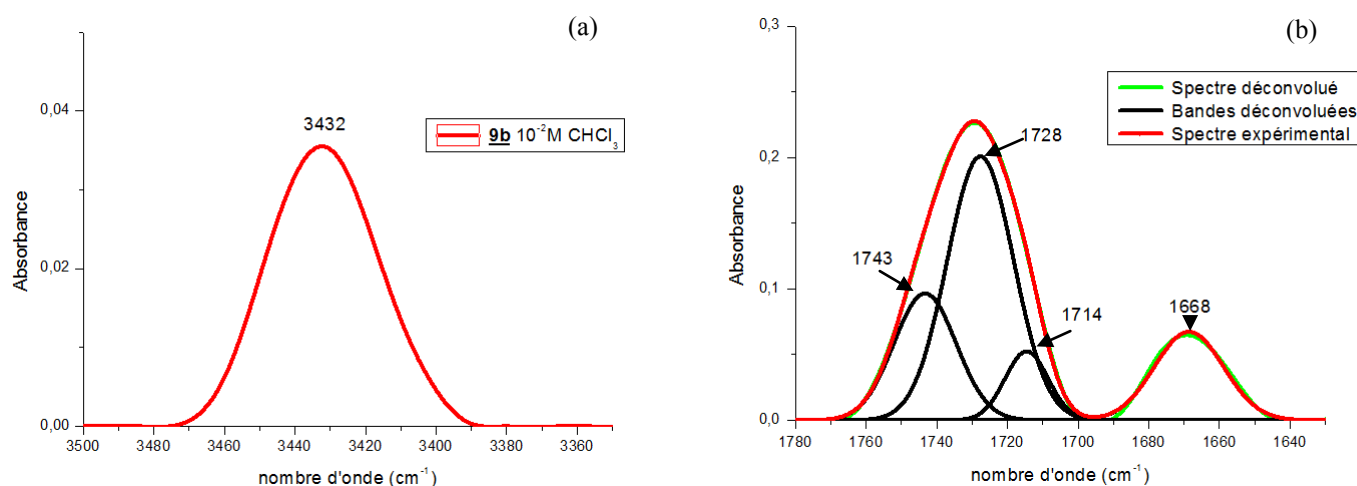 (a)
0,04
0,02
0,00
Absorbance
3432
9b 10-2M CHCl3
3500
3460
3440
3420
3400
3380
3360
nombre d'onde (cm-1)
(b)
0,3
0,2
0,1
0,0
Absorbance
Spectre déconvolué
Bandes déconvoluées
Spectre expérimental
1728
1743
1714
1668
1780
1760
1740
1720
1700
1680
1660
1640
nombre d'onde (cm-1)